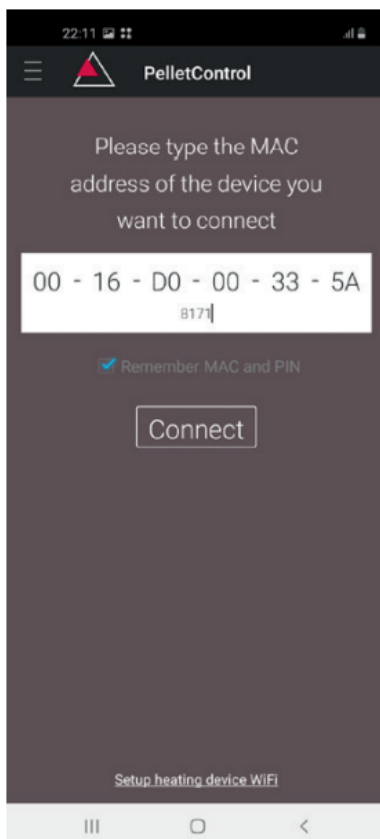 22:11
PelletControl
Please type the MAC
address of the device you
want to connect
00 - 16 - D0 - 00 - 33 - 5A
8171
Remember MAC and PIN
Connect
Setup heating device WiFi